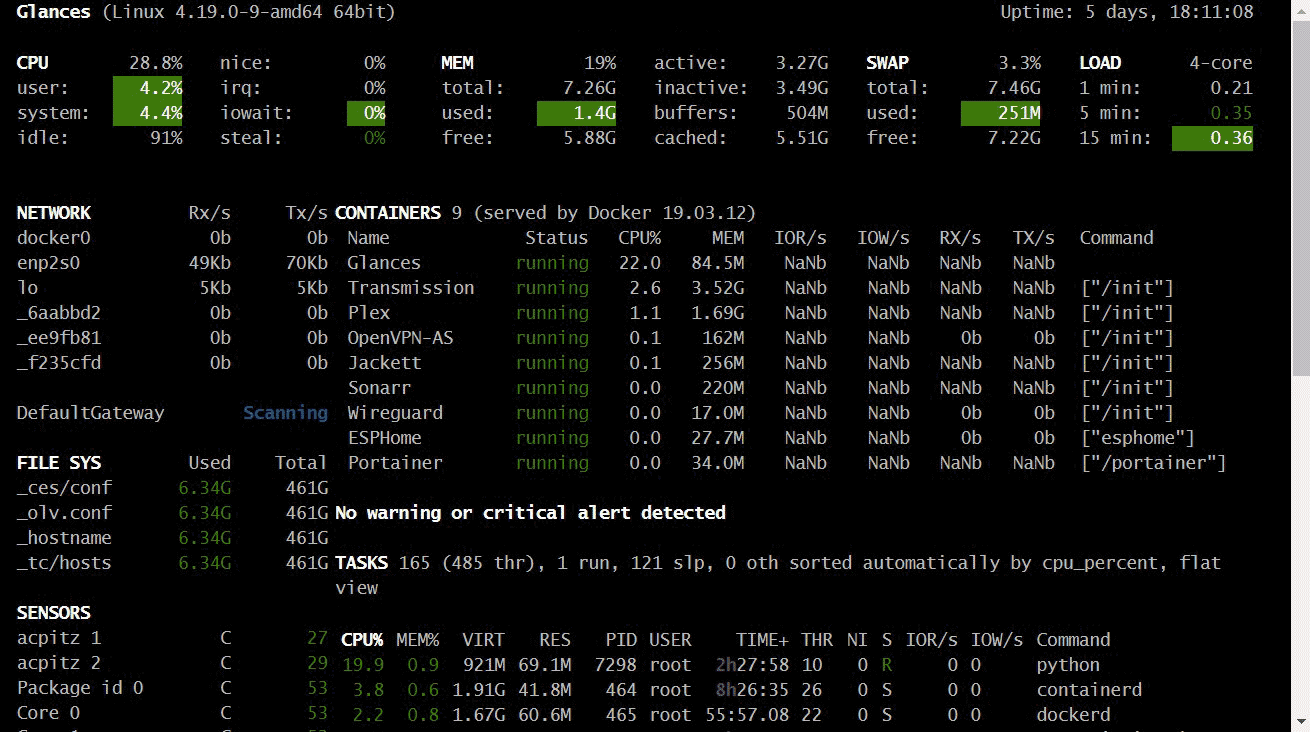 Glances (Linux 4.19.0-9-amd64 64bit) Uptime: 5 days, 18:11:08
CPU 28.8% nice: 0% MEM 19% active: 3.27G SWAP 3.3% LOAD 4-core
user: 4.2% irq: 0% total: 7.26G inactive: 3.49G total: 7.46G 1 min: 0.21
system: 4.4% iowait: 0% used: 1.4G buffers: 504M used: 251M 5 min: 0.35
idle: 91% steal: 0% free: 5.88G cached: 5.51G free: 7.22G 15 min: 0.36
NETWORK Rx/s Tx/s CONTAINERS 9 (served by Docker 19.03.12)
docker0 0b 0b Name Status CPU% MEM IOR/s IOW/s RX/s TX/s Command
enp2s0 49Kb 70Kb Glances running 22.0 84.5M NaNb NaNb NaNb NaNb
lo 5Kb 5Kb Transmission running 2.6 3.52G NaNb NaNb NaNb NaNb ["/init"]
_6aabbd2 0b 0b Plex running 1.1 1.69G NaNb NaNb NaNb NaNb ["/init"]
_ee9fb81 0b 0b OpenVPN-AS running 0.1 162M NaNb NaNb 0b 0b ["/init"]
_f235cfd 0b 0b Jackett running 0.1 256M NaNb NaNb NaNb NaNb ["/init"]
Sonarr running 0.0 220M NaNb NaNb NaNb NaNb ["/init"]
DefaultGateway Scanning Wireguard running 0.0 17.0M NaNb NaNb 0b 0b ["/init"]
ESPHome running 0.0 27.7M NaNb NaNb 0b 0b ["esphome"]
FILE SYS Used Total Portainer running 0.0 34.0M NaNb NaNb NaNb NaNb ["/portainer"]
_ces/conf 6.34G 461G
_olv.conf 6.34G 461G No warning or critical alert detected
_hostname 6.34G 461G
_tc/hosts 6.34G 461G TASKS 165 (485 thr), 1 run, 121 slp, 0 oth sorted automatically by cpu_percent, flat
view
SENSORS
acpitz 1 C 27 CPU% MEM% VIRT RES PID USER TIME+ THR NI S IOR/s IOW/s Command
acpitz 2 C 29 19.9 0.9 921M 69.1M 7298 root 2h27:58 10 0 R 0 0 python
Package id 0 C 53 3.8 0.6 1.91G 41.8M 464 root 8h26:35 26 0 S 0 0 containerd
Core 0 C 53 2.2 0.8 1.67G 60.6M 465 root 55:57.08 22 0 S 0 0 dockerd